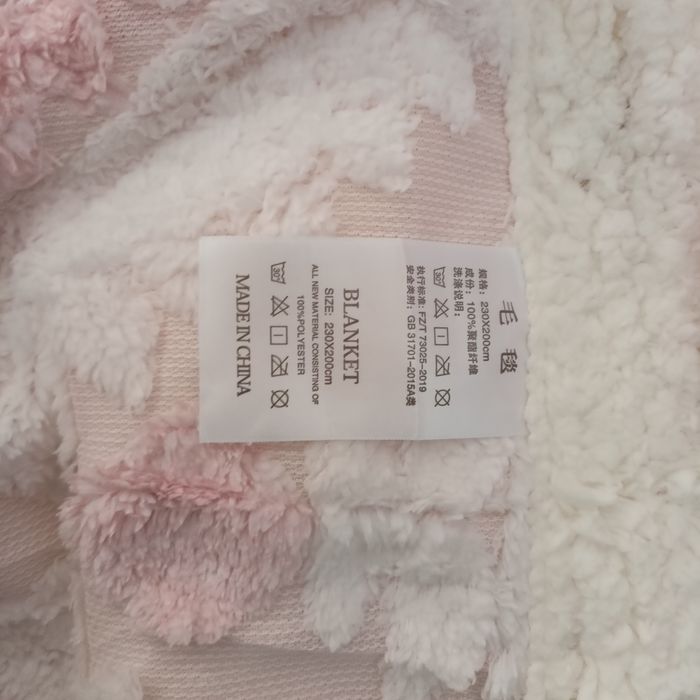 毛 毯
规格: 230X200cm
成份: 100%聚酯纤维
洗涤说明:
30
执行标准: FZ/T 73025-2019
安全类别: GB 31701-2015A类
BLANKET
SIZE: 230X200cm
ALL NEW MATERIAL CONSISTING OF
100%POLYESTER
30
MADE IN CHINA